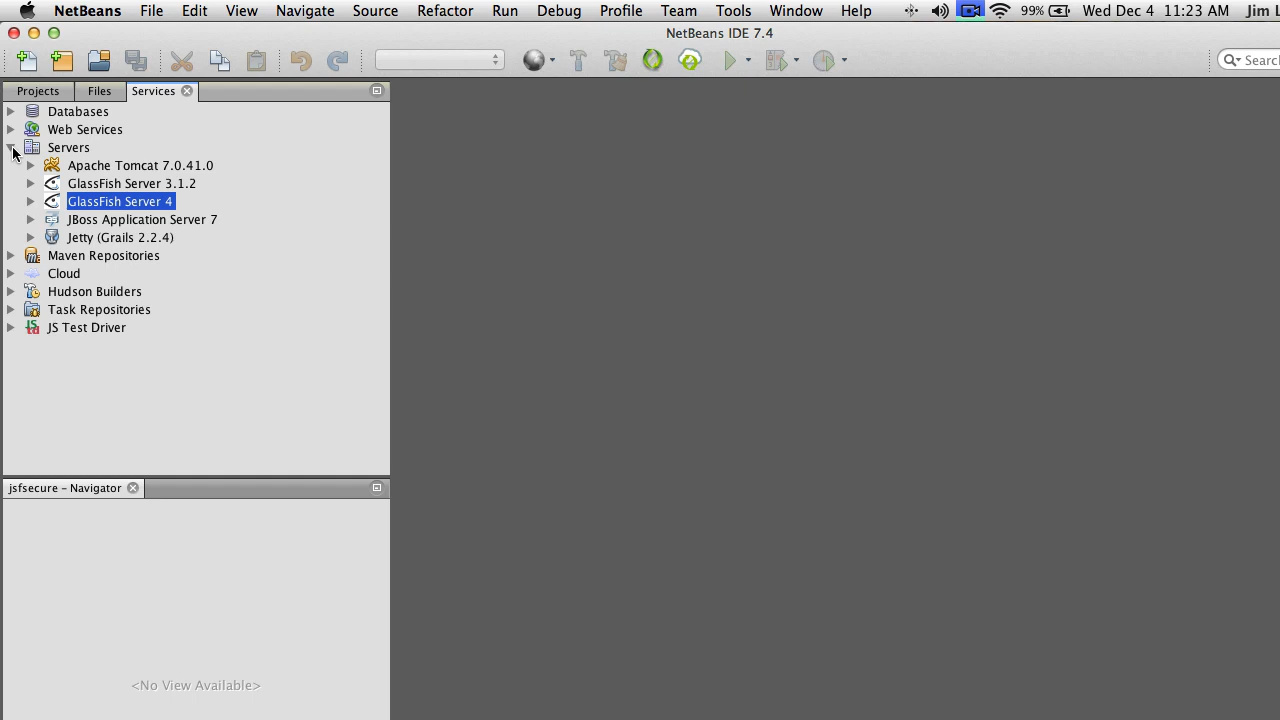 NetBeans File Edit View Navigate Source Refactor Run Debug Profile Team Tools Window Help 99% Wed Dec 4 11:23 AM Jim L
NetBeans IDE 7.4
Searc
Projects Files Services
Databases
Web Services
Servers
Apache Tomcat 7.0.41.0
GlassFish Server 3.1.2
GlassFish Server 4
JBoss Application Server 7
Jetty (Grails 2.2.4)
Maven Repositories
Cloud
Hudson Builders
Task Repositories
JS Test Driver
jsfsecure – Navigator
<No View Available>